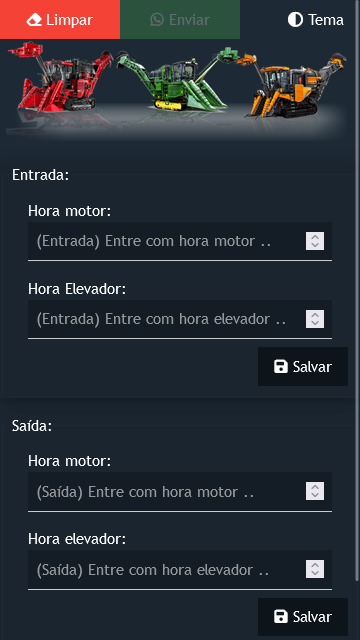 Limpar
Enviar
Tema
Entrada:
Hora motor:
(Entrada) Entre com hora motor ..
Hora Elevador:
(Entrada) Entre com hora elevador ..
Salvar
Saída:
Hora motor:
(Saída) Entre com hora motor ..
Hora elevador:
(Saída) Entre com hora elevador ..
Salvar